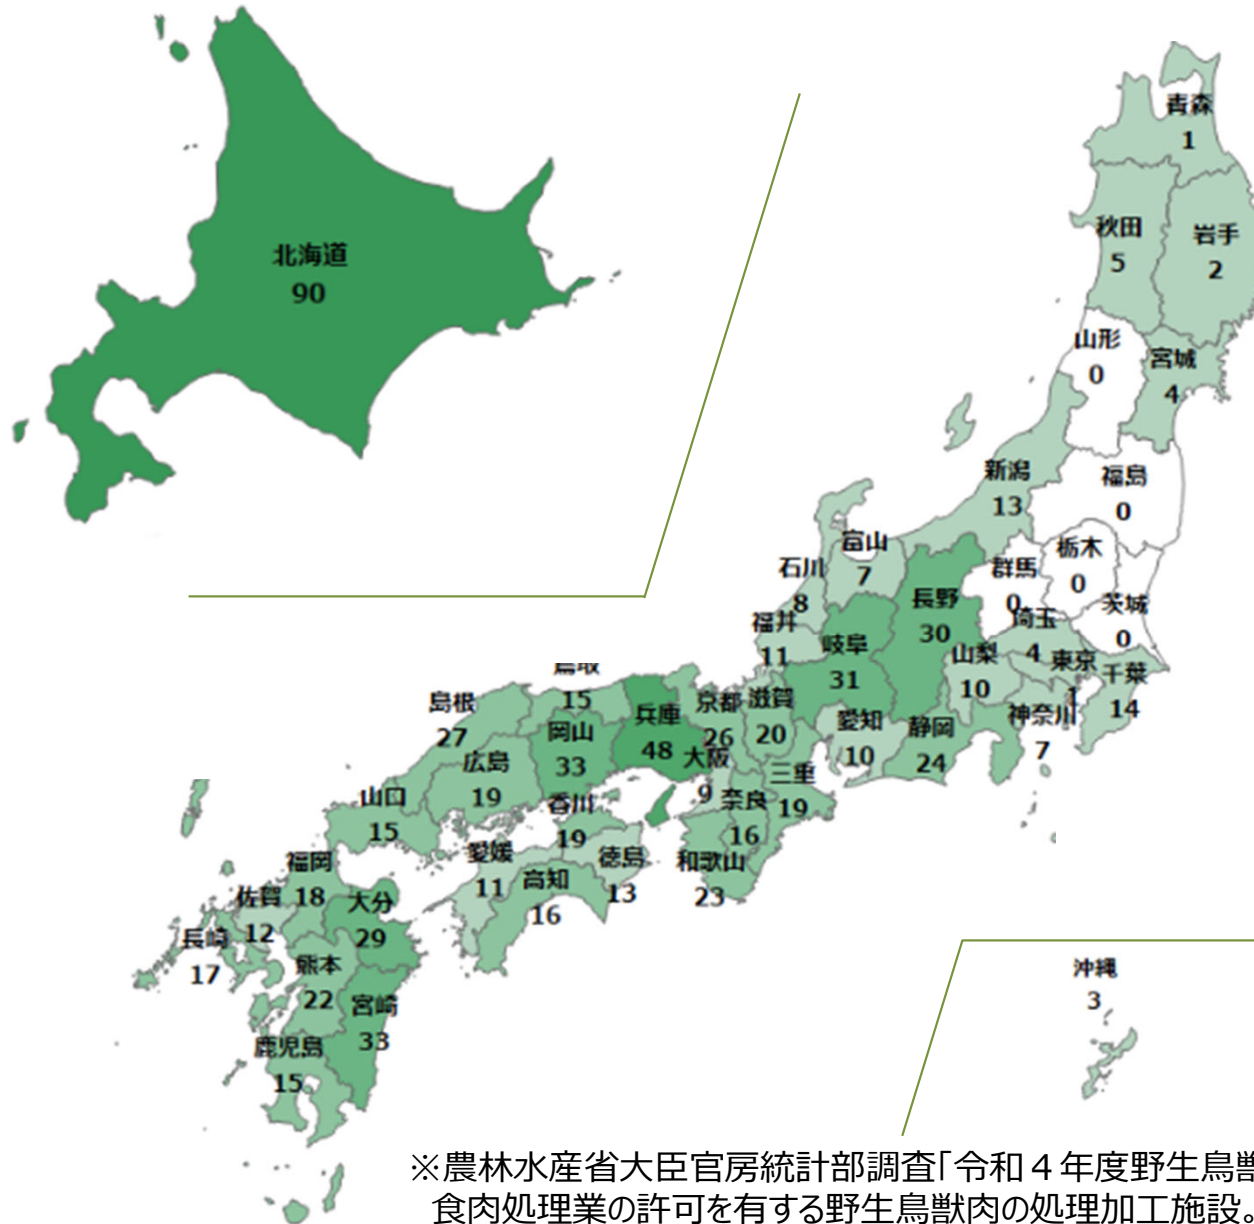 北海道
90
青森
1
秋田
5
岩手
2
山形
0
宮城
4
新潟
13
福島
0
富山
7
石川
8
福井
11
長野
30
岐阜
31
群馬
0
栃木
0
茨城
0
埼玉
4
東京
1
千葉
14
山梨
10
神奈川
7
静岡
24
愛知
10
滋賀
20
京都
26
三重
19
大阪
9
奈良
16
和歌山
23
兵庫
48
鳥取
15
岡山
33
島根
27
広島
19
山口
15
香川
19
徳島
13
愛媛
11
高知
16
福岡
18
佐賀
12
長崎
17
大分
29
熊本
22
宮崎
33
鹿児島
15
沖縄
3
※農林水産省大臣官房統計部調査「令和４年度野生鳥獣
食肉処理業の許可を有する野生鳥獣肉の処理加工施設。